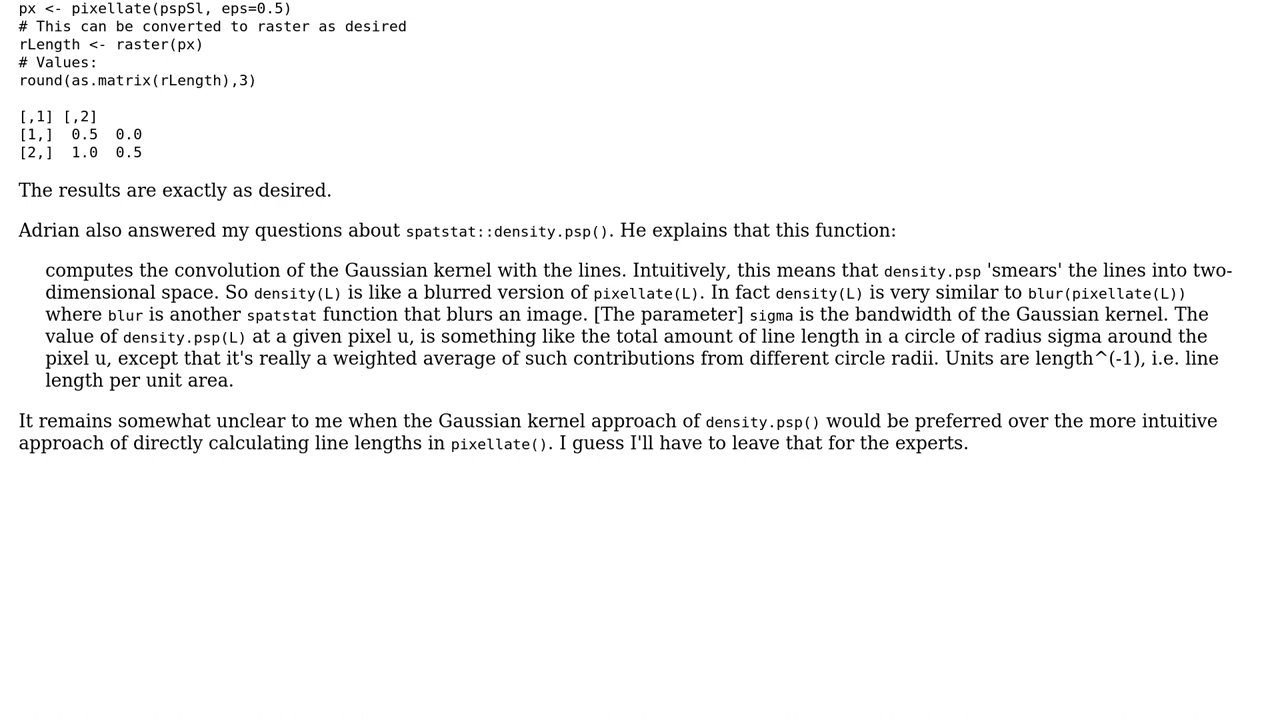 px <- pixellate(pspSl, eps=0.5)
# This can be converted to raster as desired
rLength <- raster(px)
# Values:
round(as.matrix(rLength),3)
[,1] [,2]
[1,]  0.5  0.0
[2,]  1.0  0.5
The results are exactly as desired.
Adrian also answered my questions about spatstat::density.psp(). He explains that this function:
computes the convolution of the Gaussian kernel with the lines. Intuitively, this means that density.psp 'smears' the lines into two-
dimensional space. So density(L) is like a blurred version of pixellate(L). In fact density(L) is very similar to blur(pixellate(L))
where blur is another spatstat function that blurs an image. [The parameter] sigma is the bandwidth of the Gaussian kernel. The
value of density.psp(L) at a given pixel u, is something like the total amount of line length in a circle of radius sigma around the
pixel u, except that it's really a weighted average of such contributions from different circle radii. Units are length^(-1), i.e. line
length per unit area.
It remains somewhat unclear to me when the Gaussian kernel approach of density.psp() would be preferred over the more intuitive
approach of directly calculating line lengths in pixellate(). I guess I'll have to leave that for the experts.